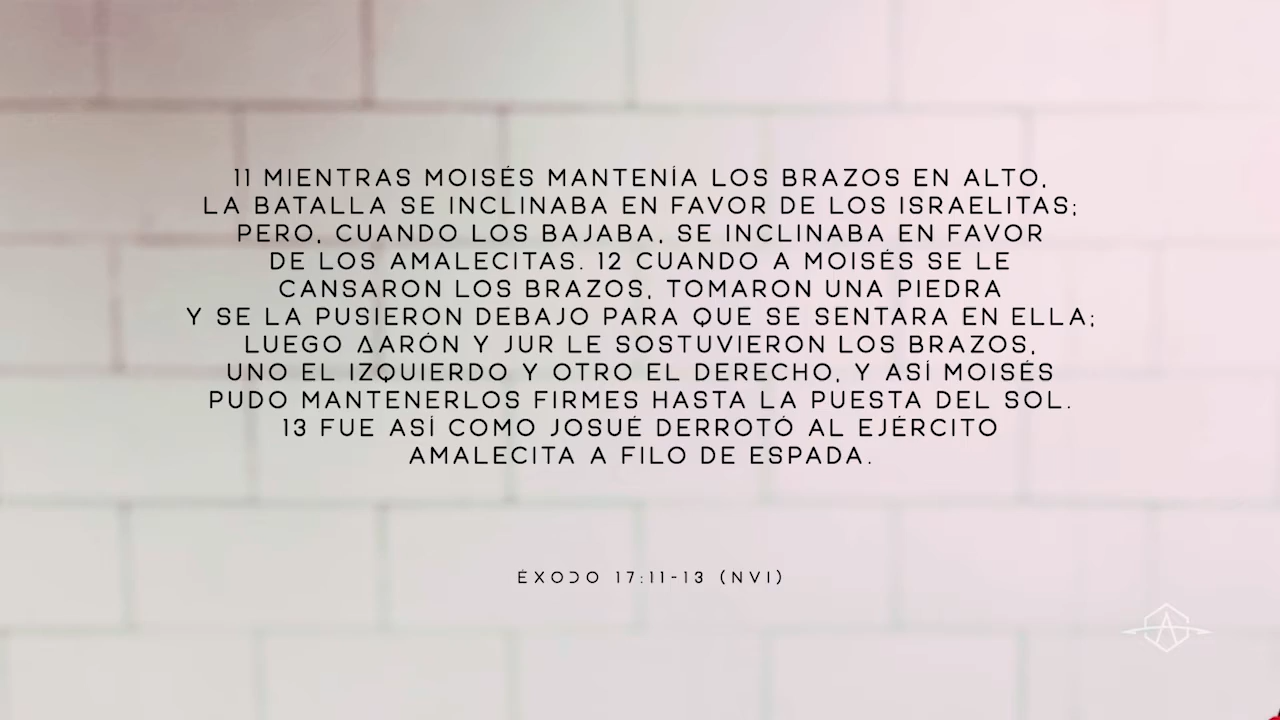 11 MIENTRAS MOISÉS MANTENÍA LOS BRAZOS EN ALTO,
LA BATALLA SE INCLINABA EN FAVOR DE LOS ISRAELITAS;
PERO, CUANDO LOS BAJABA, SE INCLINABA EN FAVOR
DE LOS AMALECITAS. 12 CUANDO A MOISÉS SE LE
CANSARON LOS BRAZOS, TOMARON UNA PIEDRA
Y SE LA PUSIERON DEBAJO PARA QUE SE SENTARA EN ELLA;
LUEGO AARÓN Y JUR LE SOSTUVIERON LOS BRAZOS,
UNO EL IZQUIERDO Y OTRO EL DERECHO, Y ASÍ MOISÉS
PUDO MANTENERLOS FIRMES HASTA LA PUESTA DEL SOL.
13 FUE ASÍ COMO JOSUÉ DERROTÓ AL EJÉRCITO
AMALECITA A FILO DE ESPADA.
ÉXODO 17:11-13 (NVI)